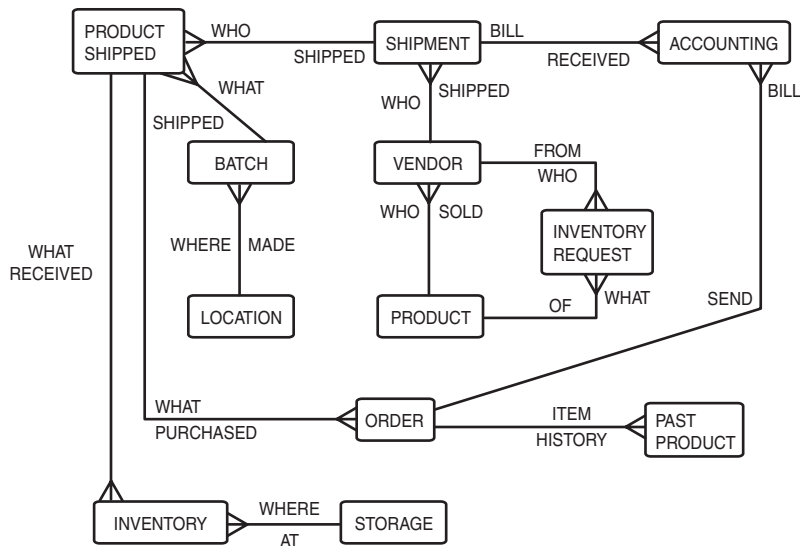 PRODUCT
SHIPPED
WHO
SHIPPED
SHIPMENT
BILL
RECEIVED
ACCOUNTING
WHAT
SHIPPED
WHO
SHIPPED
BILL
BATCH
VENDOR
FROM
WHO
WHERE
MADE
WHO
SOLD
INVENTORY
REQUEST
WHAT
RECEIVED
LOCATION
PRODUCT
OF
WHAT
SEND
WHAT
PURCHASED
ORDER
ITEM
HISTORY
PAST
PRODUCT
INVENTORY
WHERE
AT
STORAGE